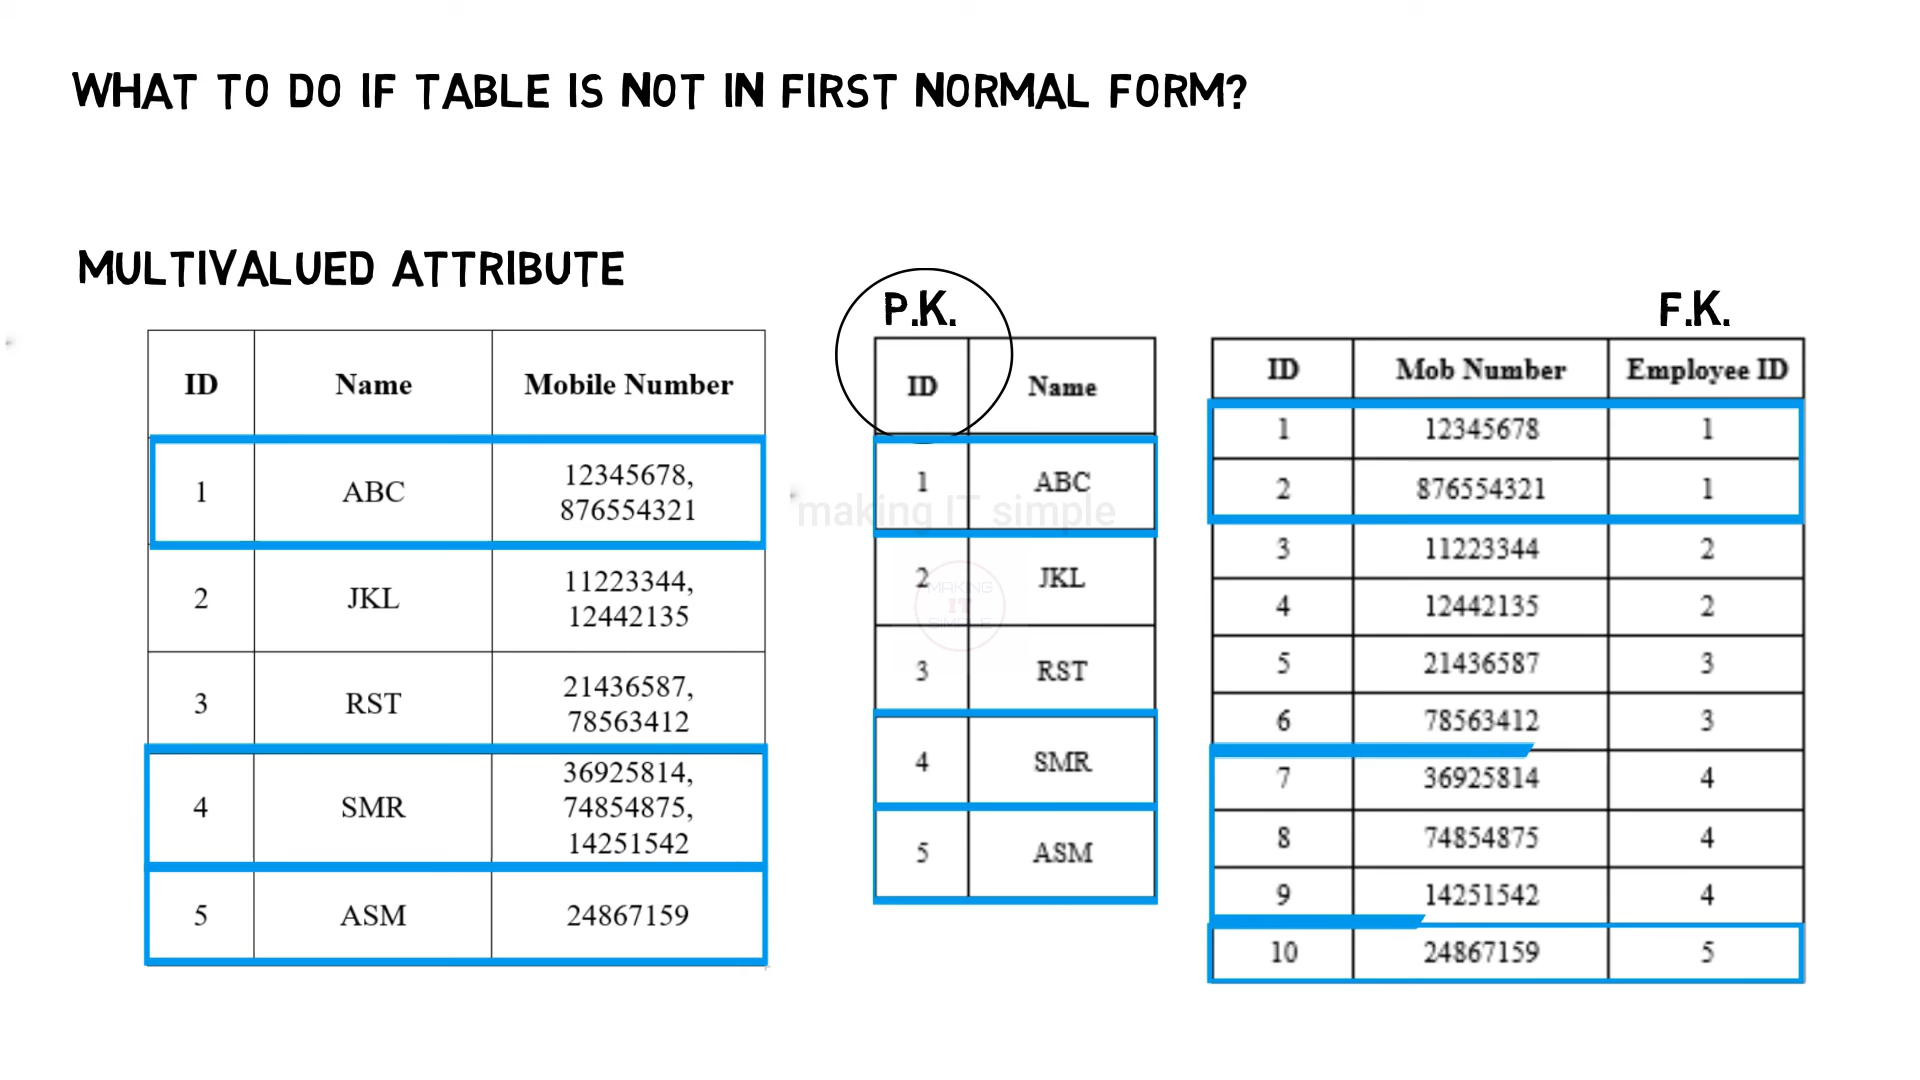 WHAT TO DO IF TABLE IS NOT IN FIRST NORMAL FORM?
MULTIVALUED ATTRIBUTE
ID Name Mobile Number
1 ABC 12345678,
876554321
2 JKL 11223344,
12442135
3 RST 21436587,
78563412
4 SMR 36925814,
74854875,
14251542
5 ASM 24867159
P.K.
ID Name
1 ABC
2 JKL
3 RST
4 SMR
5 ASM
making IT simple
MAKING
IT
SIMPLE
F.K.
ID Mob Number Employee ID
1 12345678 1
2 876554321 1
3 11223344 2
4 12442135 2
5 21436587 3
6 78563412 3
7 36925814 4
8 74854875 4
9 14251542 4
10 24867159 5